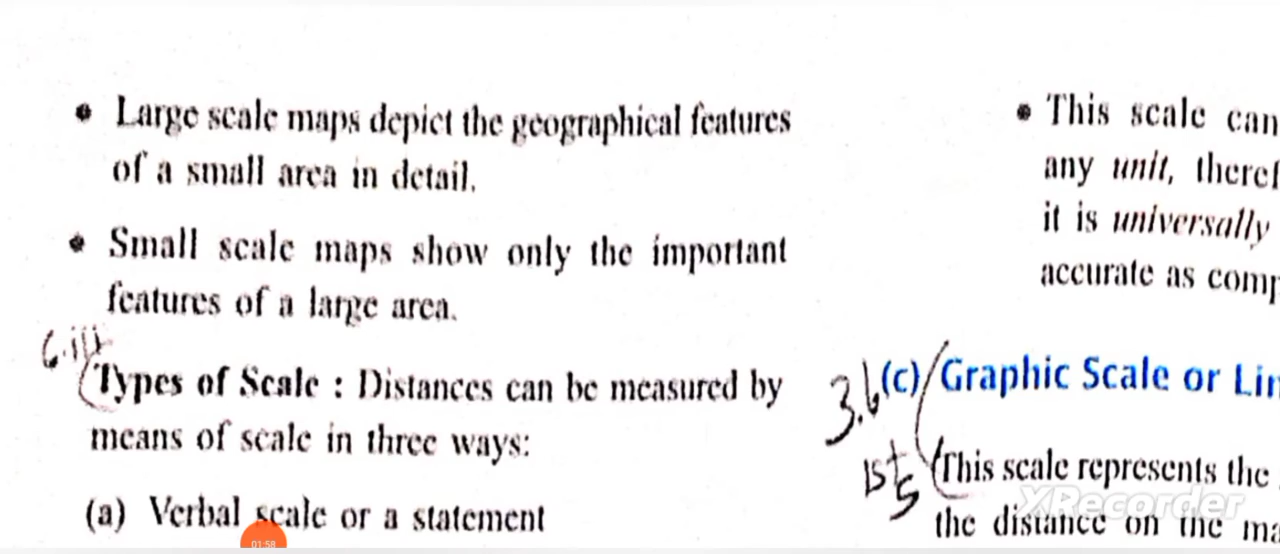 • Large scale maps depict the geographical features
of a small area in detail.
• Small scale maps show only the important
features of a large area.
6.iii
(Types of Scale : Distances can be measured by
means of scale in three ways:
(a) Verbal scale or a statement
01:58
• This scale can
any unit, theref
it is universally
accurate as comp
3.b (c) Graphic Scale or Lin
1st 5 (This scale represents the
the distance on the ma
XRecorder